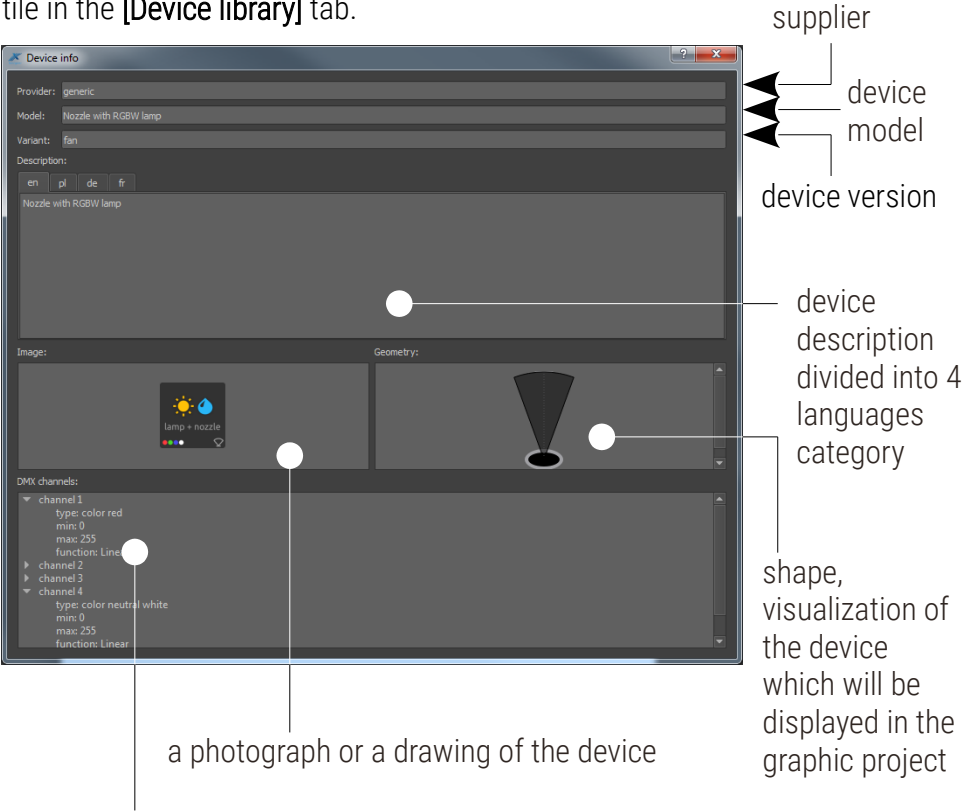 tile in the [Device library] tab.
supplier
Device info
?
x
Provider: generic
device
model
Model: Nozzle with RGBW lamp
Variant: fan
device version
Description:
en pl de fr
Nozzle with RGBW lamp
device
description
divided into 4
languages
category
Image:
Geometry:
lamp + nozzle
DMX channels:
channel 1
type: color red
min: 0
max: 255
channel 2
channel 3
channel 4
type: color neutral white
min: 0
max: 255
function: Linear
shape,
visualization of
the device
which will be
displayed in the
graphic project
a photograph or a drawing of the device